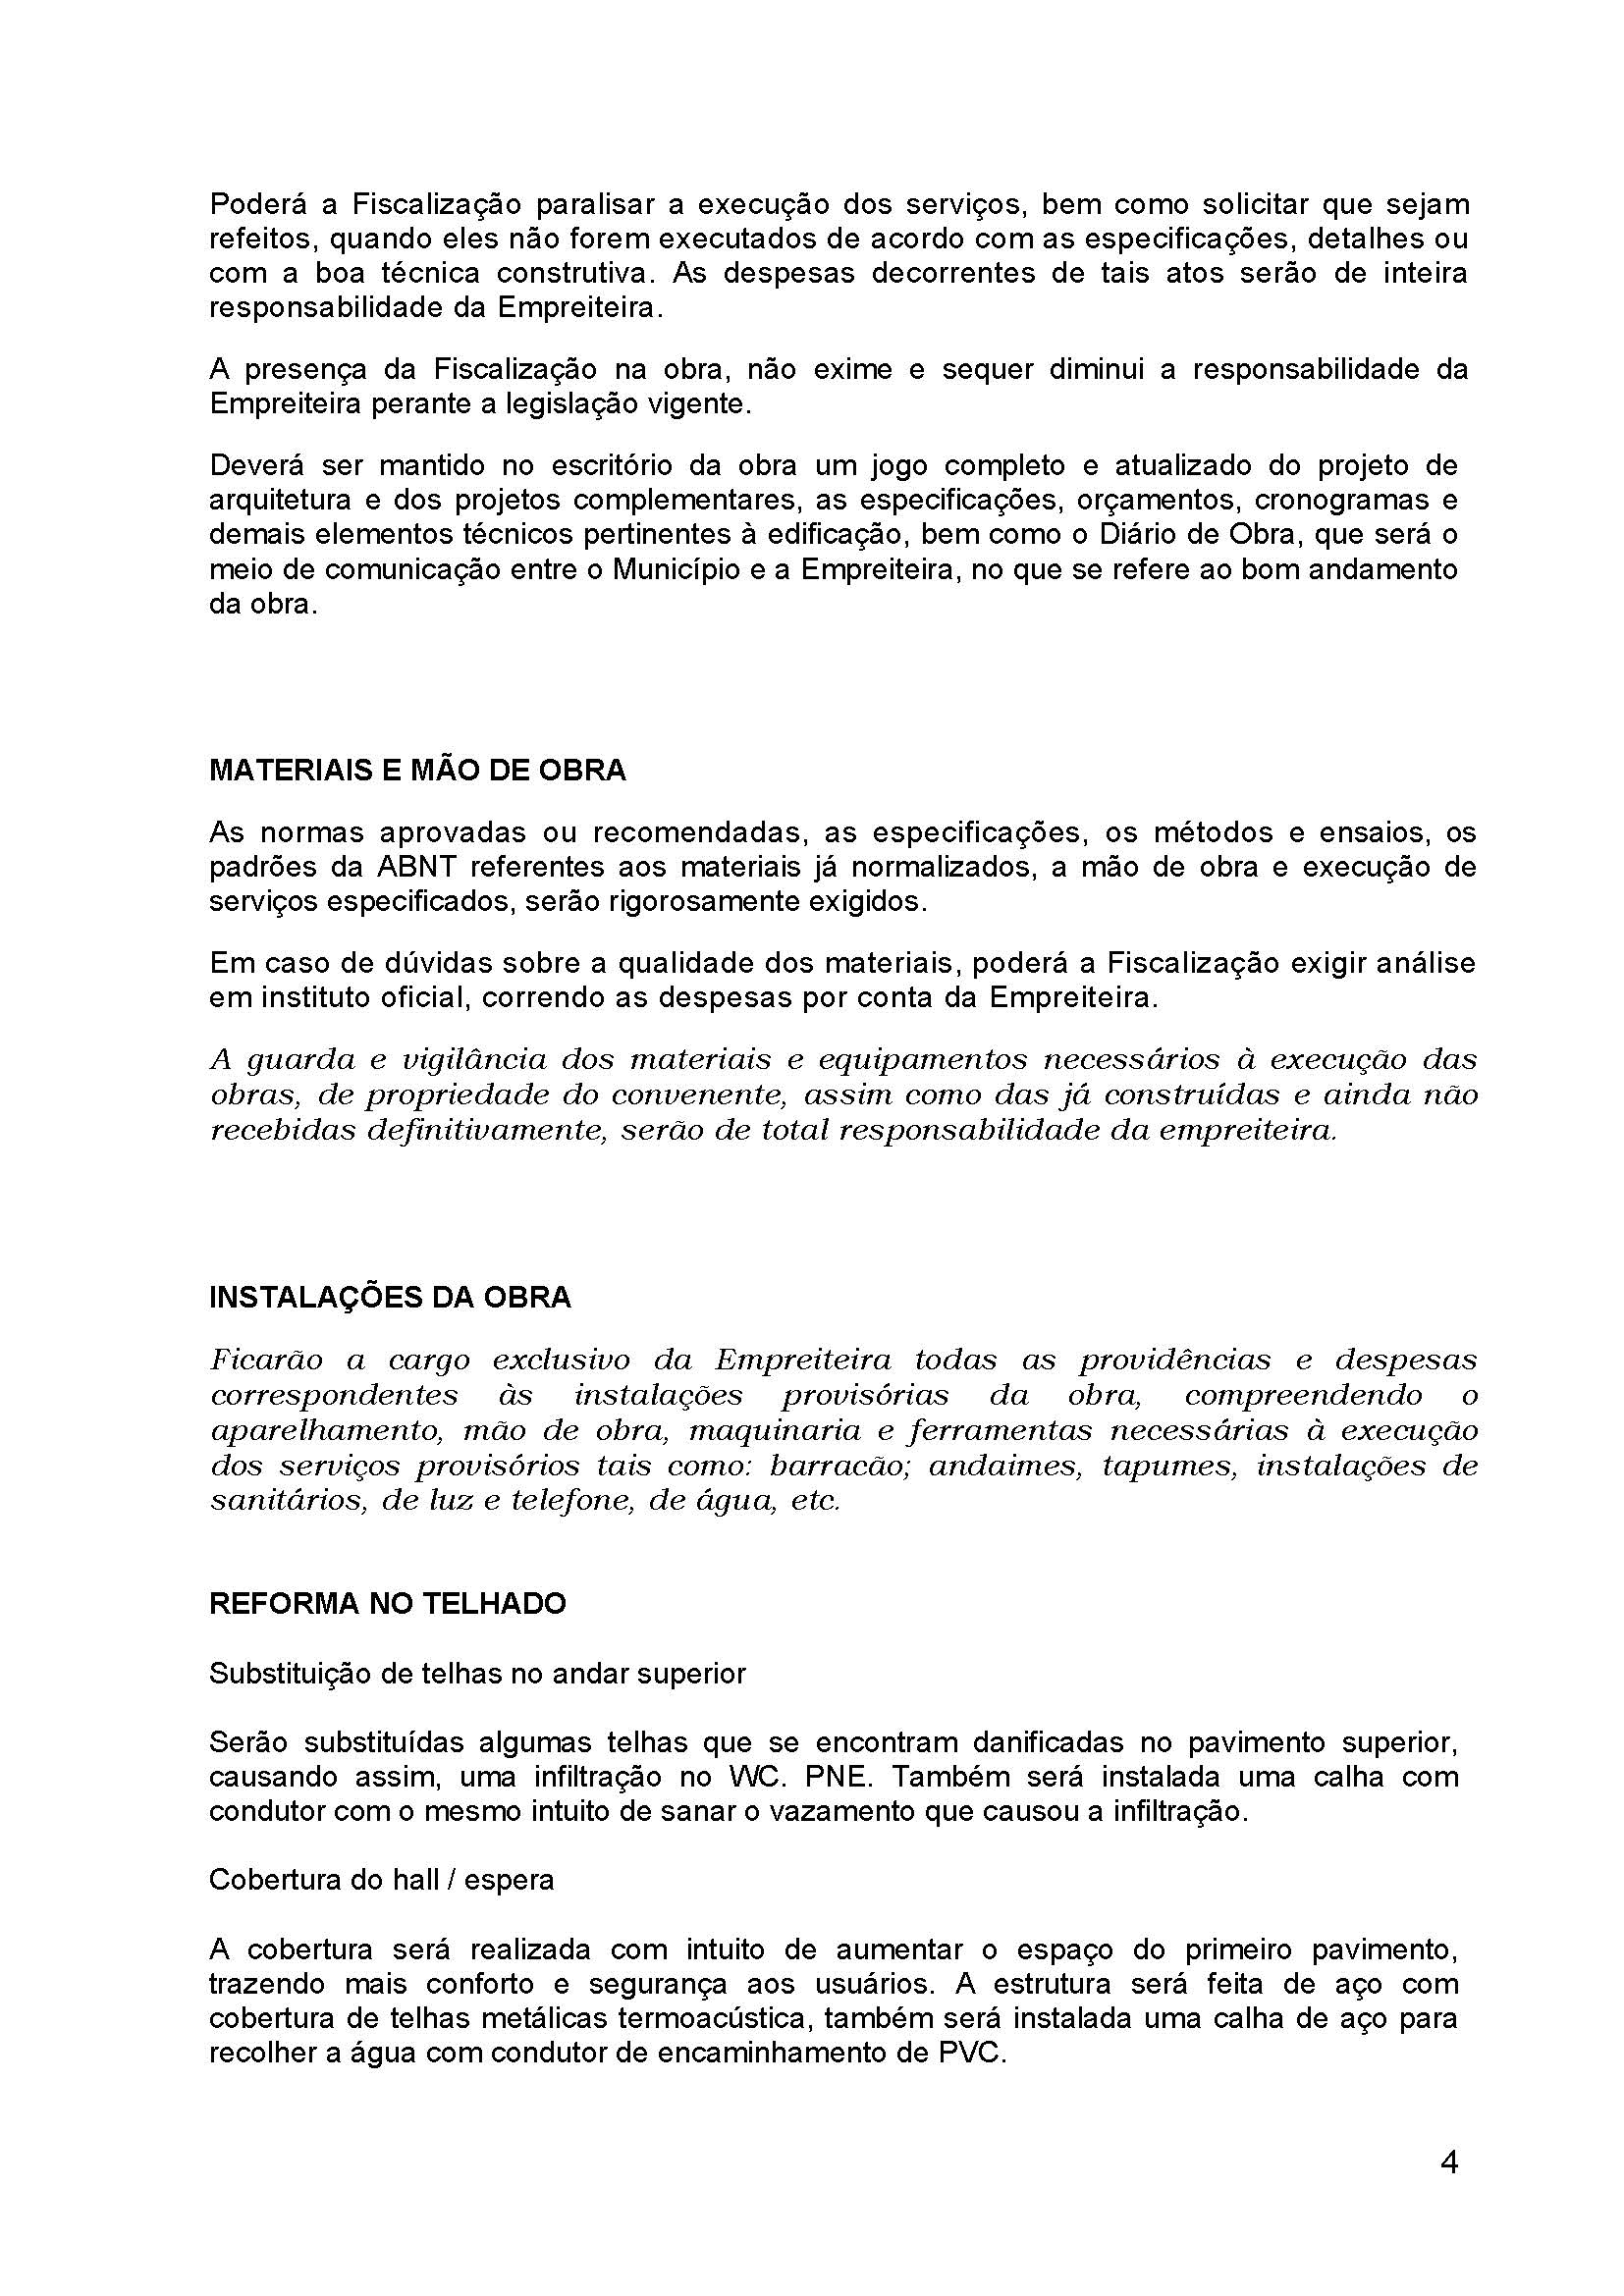 Poderá a Fiscalização paralisar a execução dos serviços, bem como solicitar que sejam
refeitos, quando eles não forem executados de acordo com as especificações, detalhes ou
com a boa técnica construtiva. As despesas decorrentes de tais atos serão de inteira
responsabilidade da Empreiteira.
A presença da Fiscalização na obra, não exime e sequer diminui a responsabilidade da
Empreiteira perante a legislação vigente.
Deverá ser mantido no escritório da obra um jogo completo e atualizado do projeto de
arquitetura e dos projetos complementares, as especificações, orçamentos, cronogramas e
demais elementos técnicos pertinentes à edificação, bem como o Diário de Obra, que será o
meio de comunicação entre o Município e a Empreiteira, no que se refere ao bom andamento
da obra.
MATERIAIS E MÃO DE OBRA
As normas aprovadas ou recomendadas, as especificações, os métodos e ensaios, os
padrões da ABNT referentes aos materiais já normalizados, a mão de obra e execução de
serviços especificados, serão rigorosamente exigidos.
Em caso de dúvidas sobre a qualidade dos materiais, poderá a Fiscalização exigir análise
em instituto oficial, correndo as despesas por conta da Empreiteira.
A guarda e vigilância dos materiais e equipamentos necessários à execução das
obras, de propriedade do convenente, assim como das já construídas e ainda não
recebidas definitivamente, serão de total responsabilidade da empreiteira.
INSTALAÇÕES DA OBRA
Ficarão a cargo exclusivo da Empreiteira todas as providências e despesas
correspondentes às instalações provisórias da obra, compreendendo o
aparelhamento, mão de obra, maquinaria e ferramentas necessárias à execução
dos serviços provisórios tais como: barracão; andaimes, tapumes, instalações de
sanitários, de luz e telefone, de água, etc.
REFORMA NO TELHADO
Substituição de telhas no andar superior
Serão substituídas algumas telhas que se encontram danificadas no pavimento superior,
causando assim, uma infiltração no WC. PNE. Também será instalada uma calha com
condutor com o mesmo intuito de sanar o vazamento que causou a infiltração.
Cobertura do hall / espera
A cobertura será realizada com intuito de aumentar o espaço do primeiro pavimento,
trazendo mais conforto e segurança aos usuários. A estrutura será feita de aço com
cobertura de telhas metálicas termoacústica, também será instalada uma calha de aço para
recolher a água com condutor de encaminhamento de PVC.
4